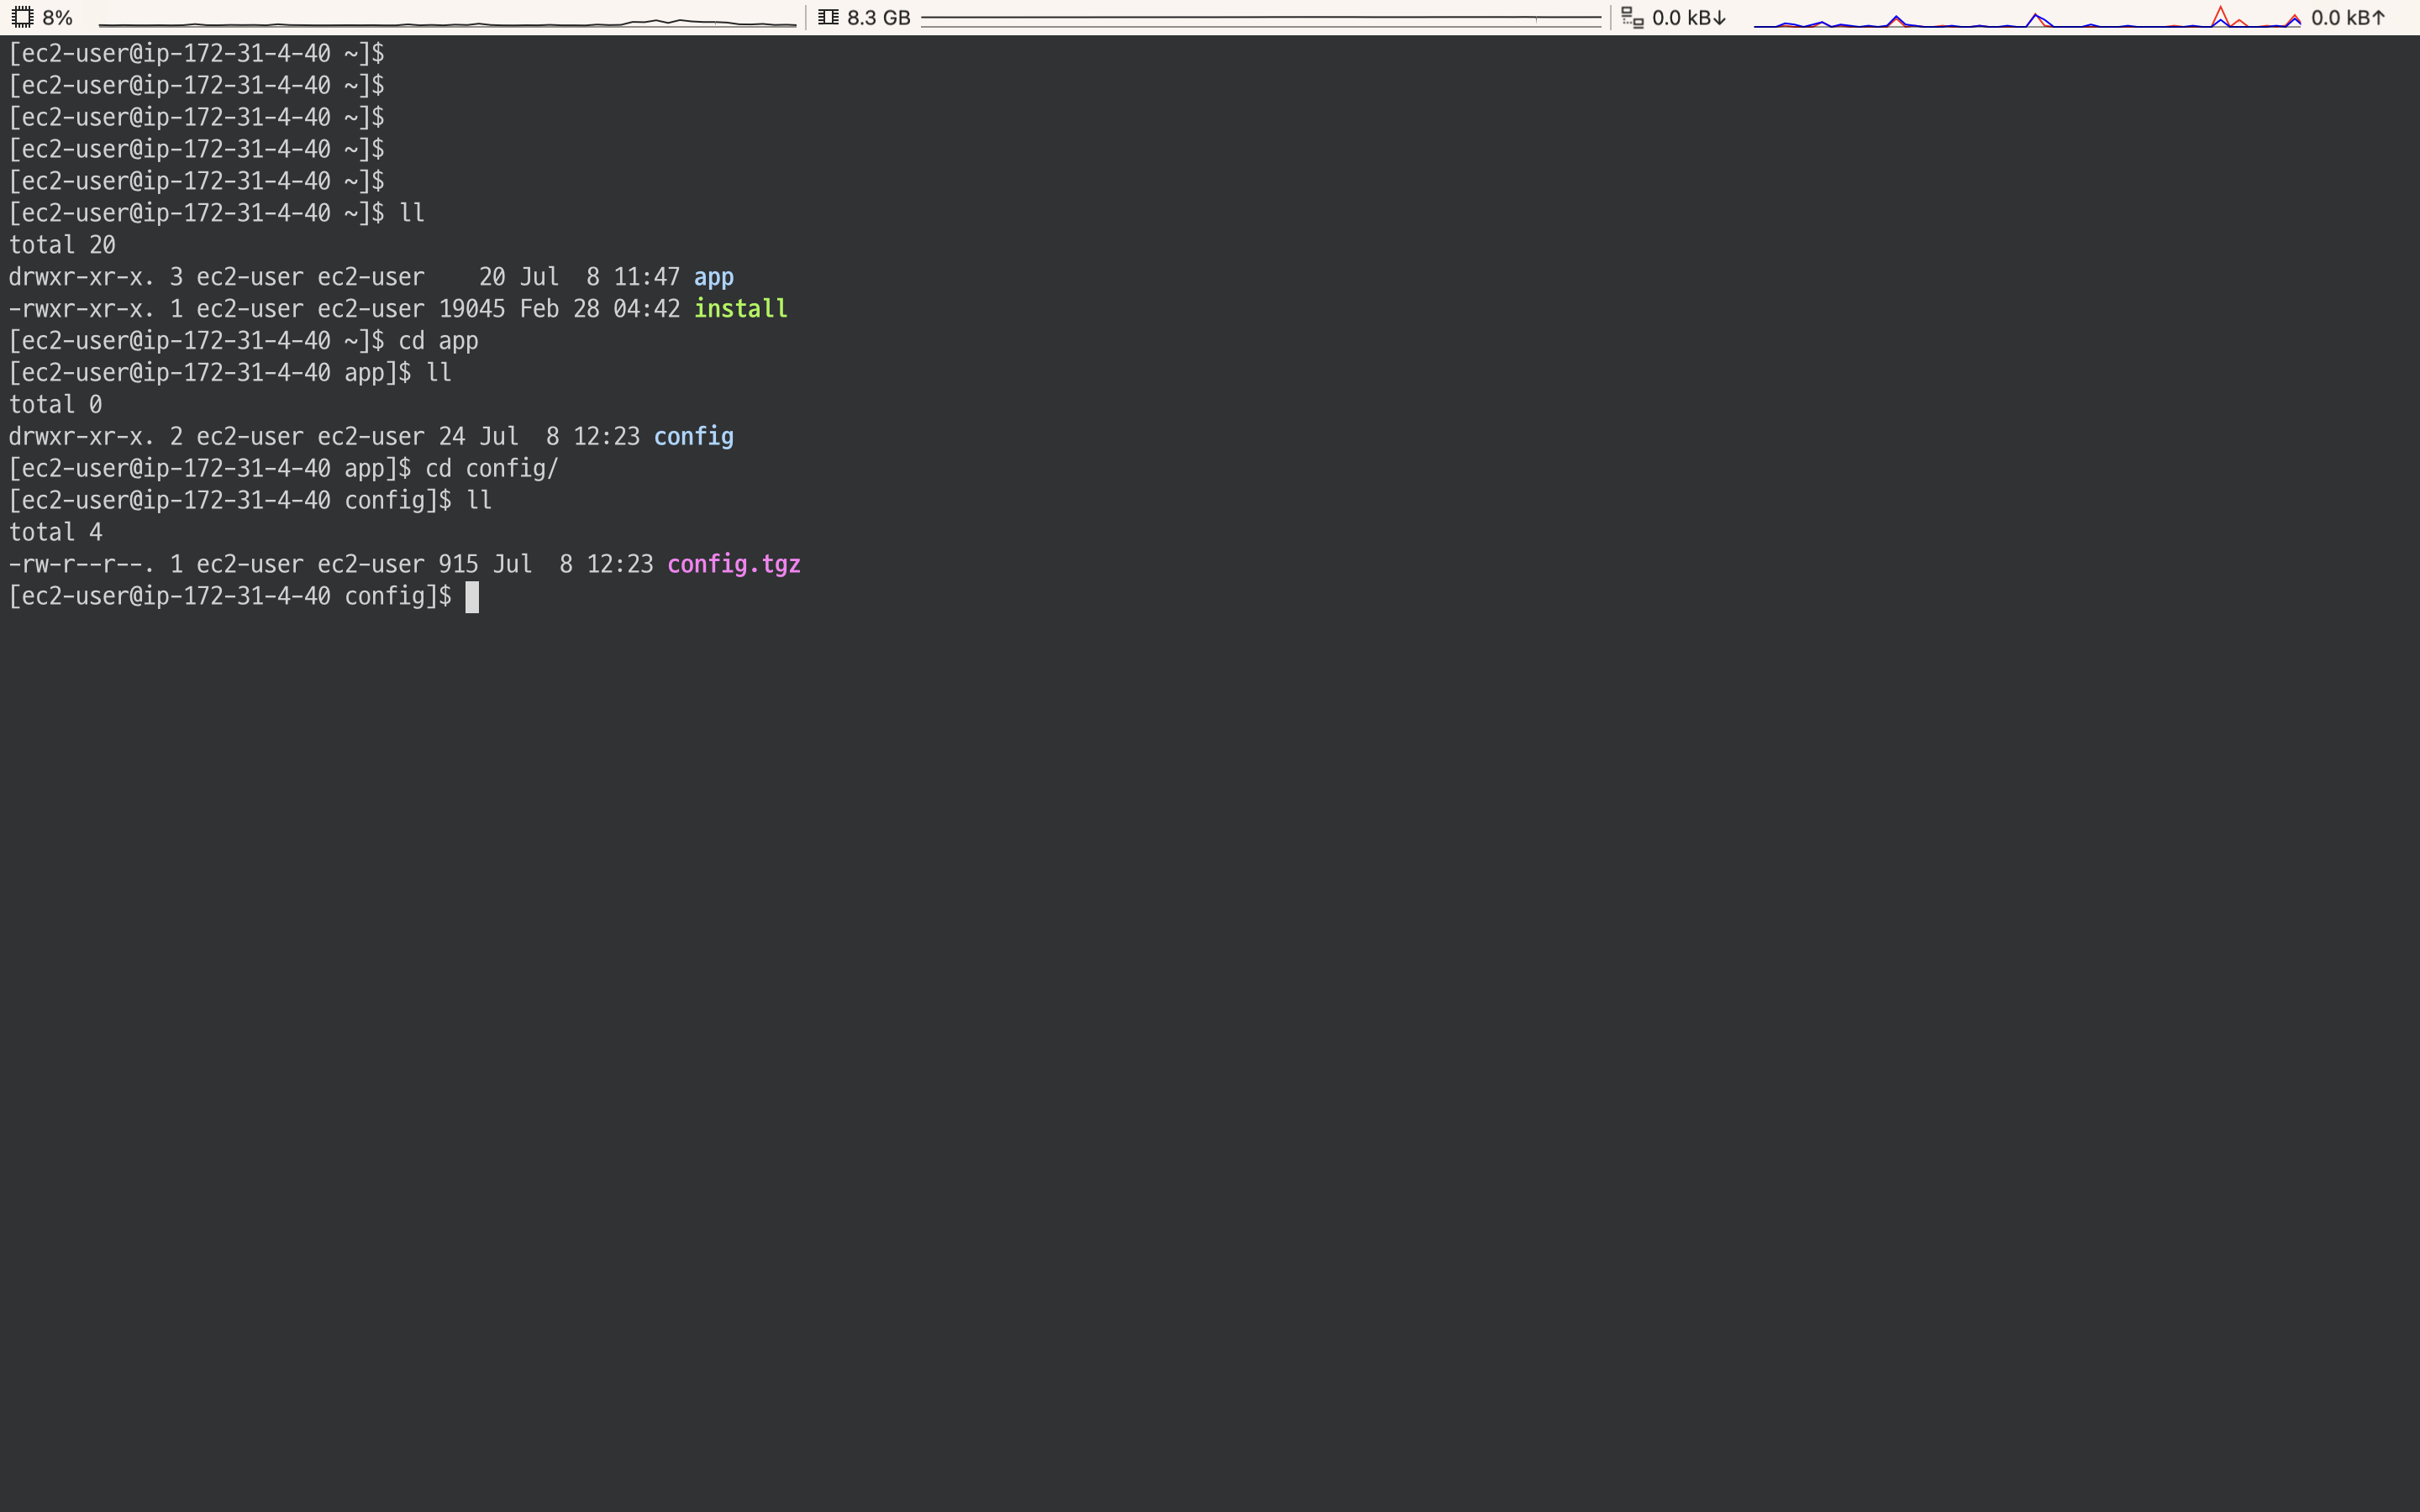 8% 8.3 GB 0.0 kB↓ 0.0 kB↑
[ec2-user@ip-172-31-4-40 ~]$
[ec2-user@ip-172-31-4-40 ~]$
[ec2-user@ip-172-31-4-40 ~]$
[ec2-user@ip-172-31-4-40 ~]$
[ec2-user@ip-172-31-4-40 ~]$
[ec2-user@ip-172-31-4-40 ~]$ ll
total 20
drwxr-xr-x. 3 ec2-user ec2-user    20 Jul  8 11:47 app
-rwxr-xr-x. 1 ec2-user ec2-user 19045 Feb 28 04:42 install
[ec2-user@ip-172-31-4-40 ~]$ cd app
[ec2-user@ip-172-31-4-40 app]$ ll
total 0
drwxr-xr-x. 2 ec2-user ec2-user 24 Jul  8 12:23 config
[ec2-user@ip-172-31-4-40 app]$ cd config/
[ec2-user@ip-172-31-4-40 config]$ ll
total 4
-rw-r--r--. 1 ec2-user ec2-user 915 Jul  8 12:23 config.tgz
[ec2-user@ip-172-31-4-40 config]$